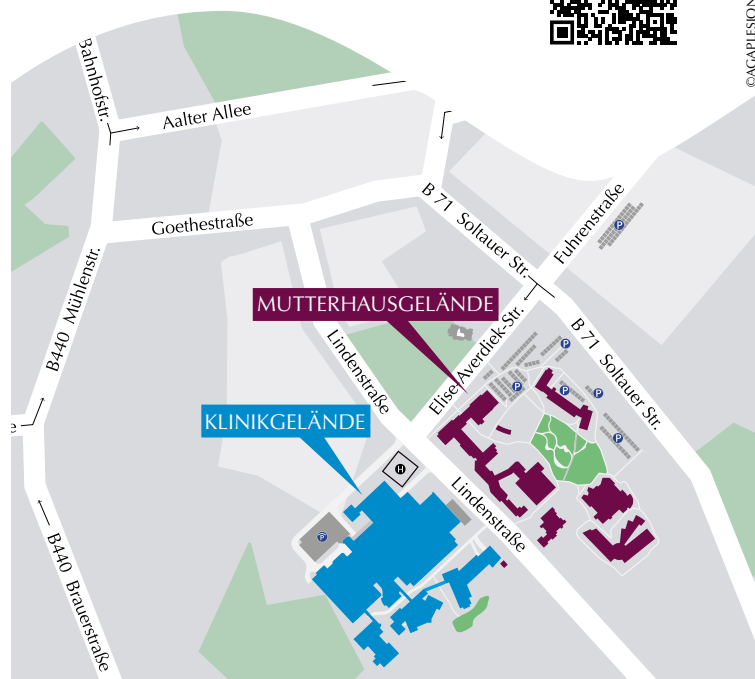 ©AGAPLESION
Bahnhofstr.
Aalter Allee
P
Fuhrenstraße
B 71 Soltauer Str.
Goethestraße
B440 Mühlenstr.
MUTTERHAUSGELÄNDE
Elise-Averdiek-Str.
B 71 Soltauer Str.
P
P
P
P
P
Lindenstraße
KLINIKGELÄNDE
e
H
Lindenstraße
P
B440 Brauerstraße